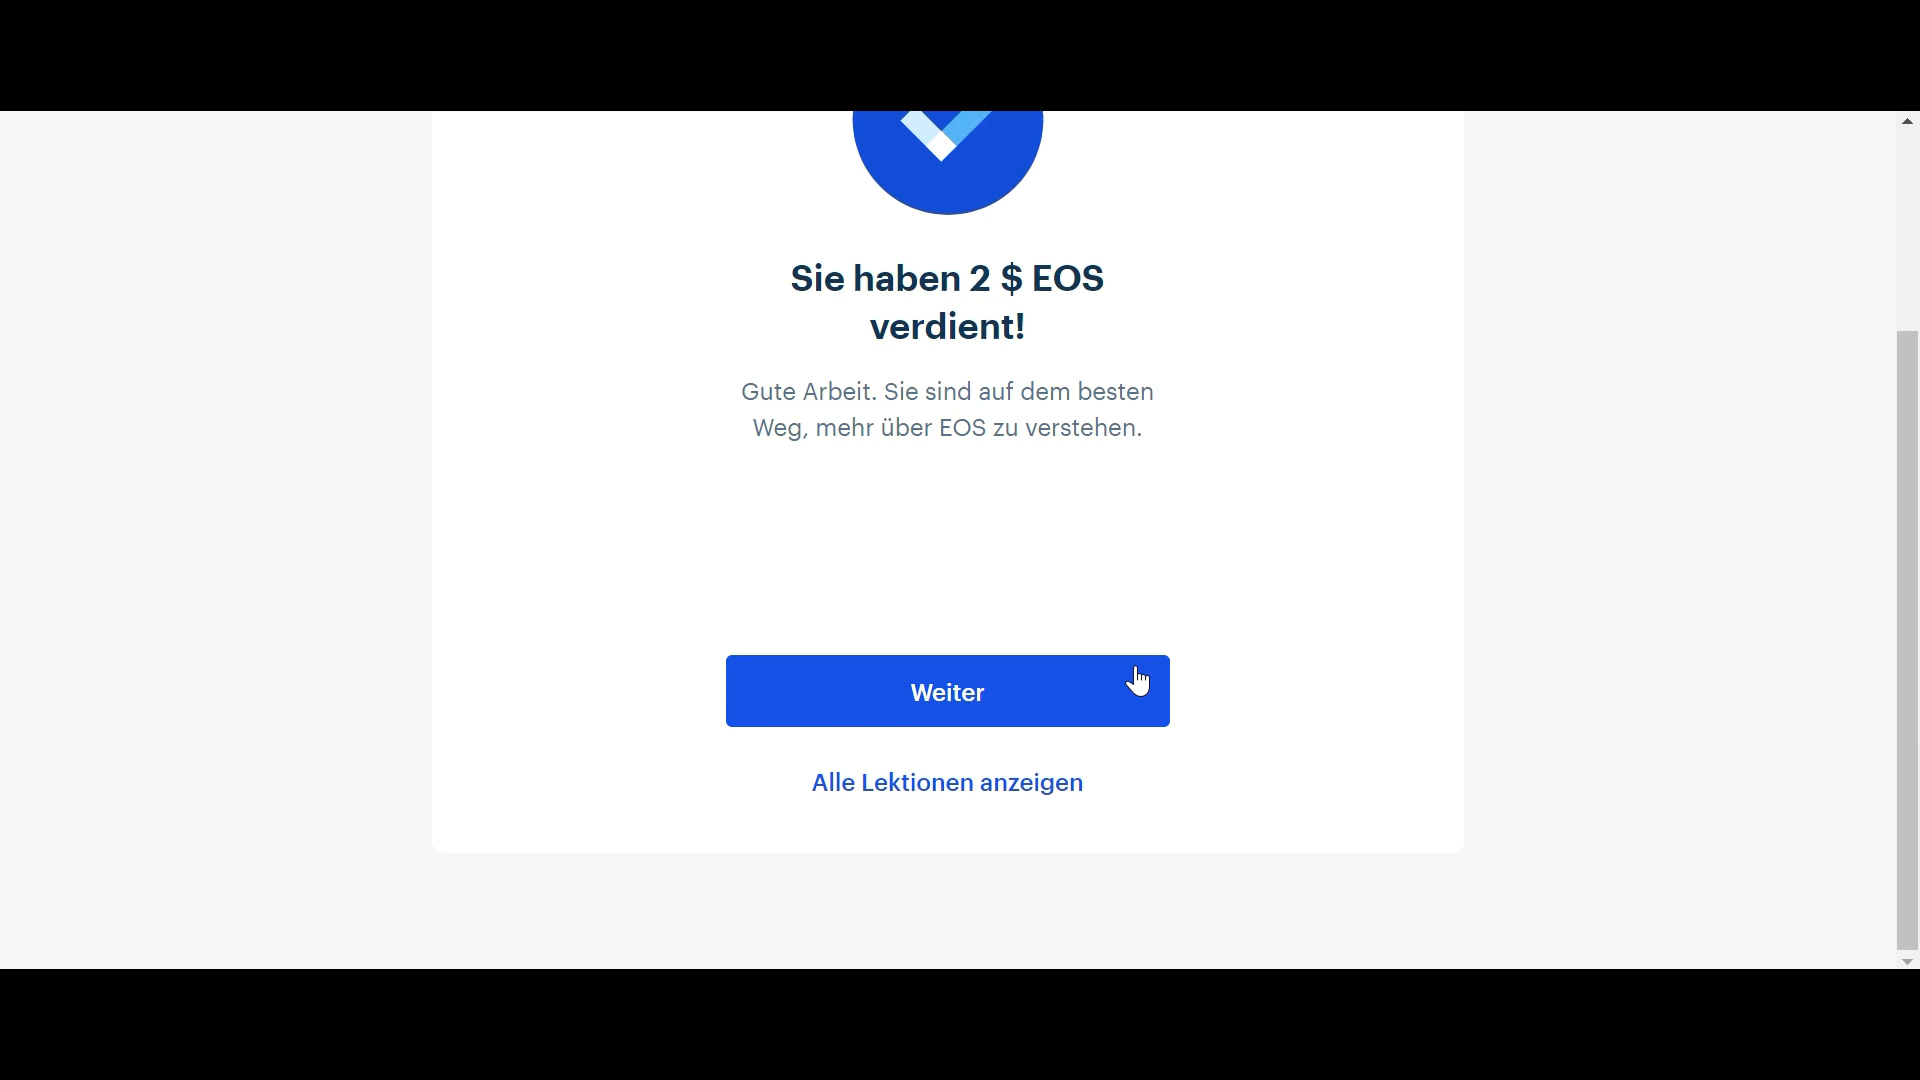 Sie haben 2 $ EOS
verdient!
Gute Arbeit. Sie sind auf dem besten
Weg, mehr über EOS zu verstehen.
Weiter
Alle Lektionen anzeigen